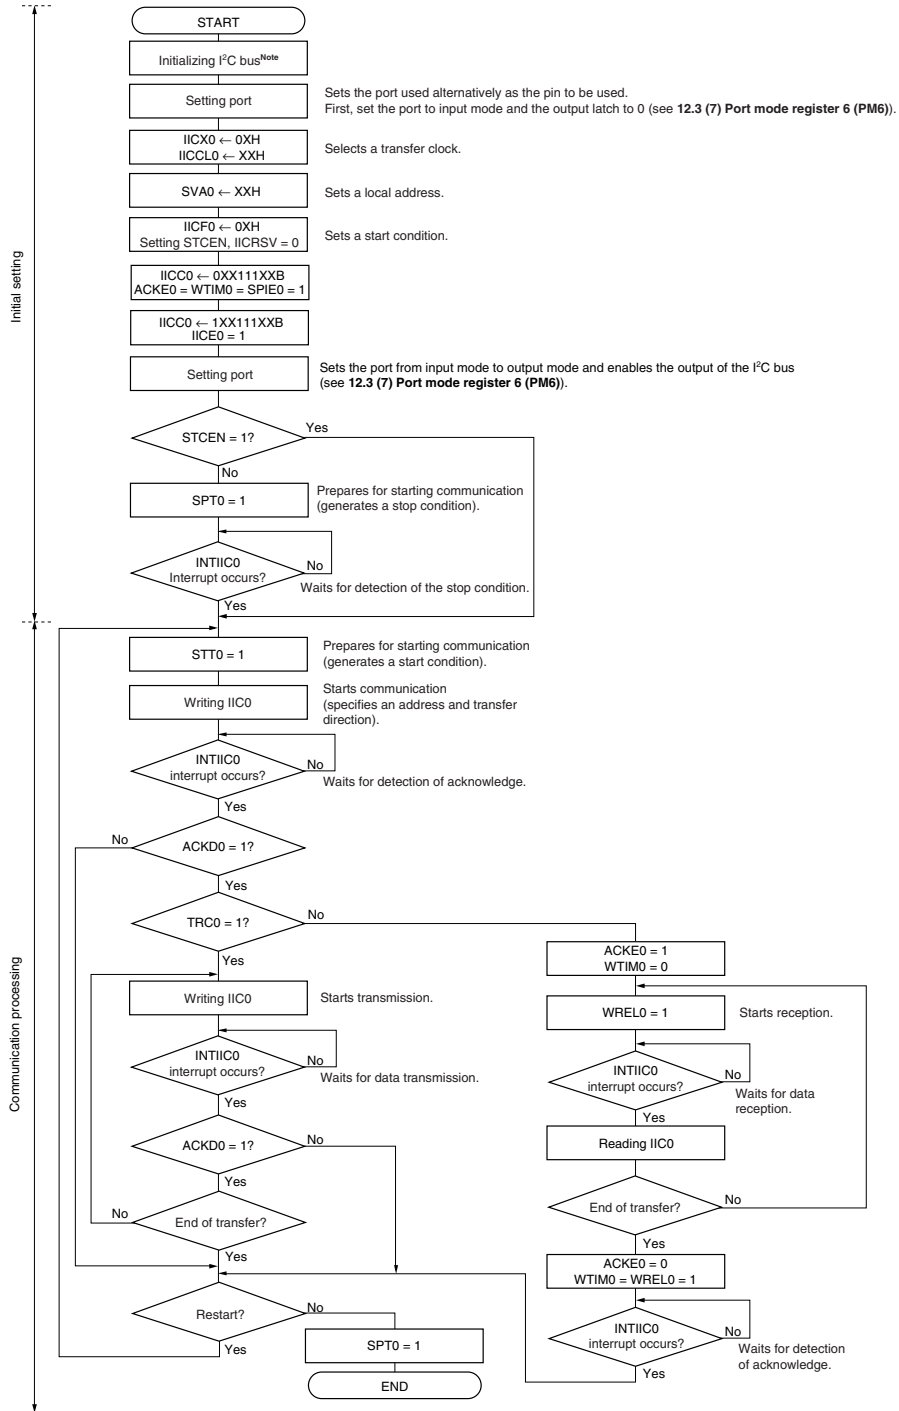 START
Initializing I²C busNote
Setting port
Sets the port used alternatively as the pin to be used.
First, set the port to input mode and the output latch to 0 (see 12.3 (7) Port mode register 6 (PM6)).
IICX0 ← 0XH
IICCL0 ← XXH
Selects a transfer clock.
SVA0 ← XXH
Sets a local address.
IICF0 ← 0XH
Setting STCEN, IICRSV = 0
Sets a start condition.
IICC0 ← 0XX111XXB
ACKE0 = WTIM0 = SPIE0 = 1
IICC0 ← 1XX111XXB
IICE0 = 1
Setting port
Sets the port from input mode to output mode and enables the output of the I²C bus
(see 12.3 (7) Port mode register 6 (PM6)).
Initial setting
STCEN = 1?
Yes
No
SPT0 = 1
Prepares for starting communication
(generates a stop condition).
INTIIC0
Interrupt occurs?
No
Waits for detection of the stop condition.
Yes
STT0 = 1
Prepares for starting communication
(generates a start condition).
Writing IIC0
Starts communication
(specifies an address and transfer
direction).
INTIIC0
interrupt occurs?
No
Waits for detection of acknowledge.
Yes
ACKD0 = 1?
No
Yes
TRC0 = 1?
No
Yes
Communication processing
Writing IIC0
Starts transmission.
INTIIC0
interrupt occurs?
No
Waits for data transmission.
Yes
ACKD0 = 1?
No
Yes
End of transfer?
No
Yes
Restart?
No
Yes
SPT0 = 1
END
ACKE0 = 1
WTIM0 = 0
WREL0 = 1
Starts reception.
INTIIC0
interrupt occurs?
No
Waits for data
reception.
Yes
Reading IIC0
End of transfer?
No
Yes
ACKE0 = 0
WTIM0 = WREL0 = 1
INTIIC0
interrupt occurs?
No
Waits for detection
of acknowledge.
Yes